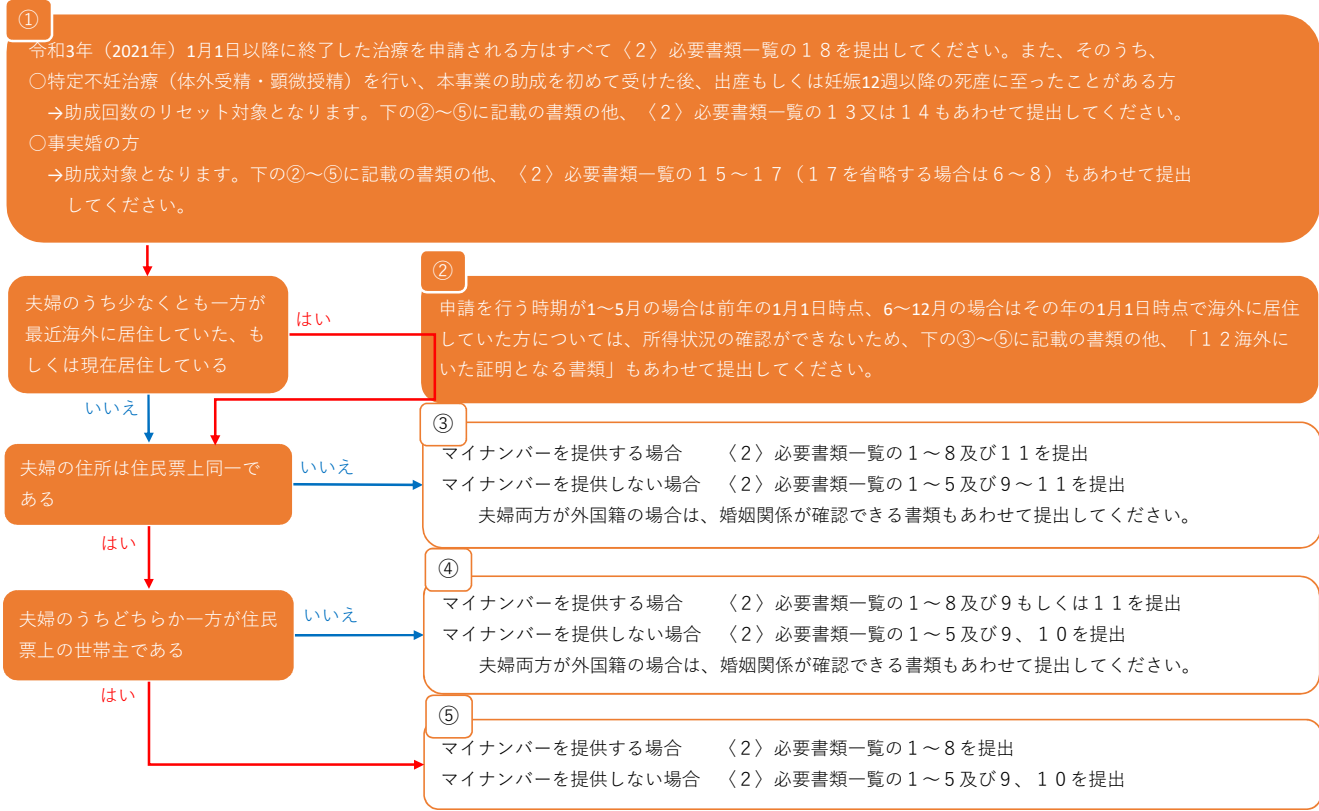 ①
令和3年（2021年）1月1日以降に終了した治療を申請される方はすべて〈２〉必要書類一覧の１８を提出してください。また、そのうち、
○特定不妊治療（体外受精・顕微授精）を行い、本事業の助成を初めて受けた後、出産もしくは妊娠12週以降の死産に至ったことがある方
→助成回数のリセット対象となります。下の②～⑤に記載の書類の他、〈２〉必要書類一覧の１３又は１４もあわせて提出してください。
○事実婚の方
→助成対象となります。下の②～⑤に記載の書類の他、〈２〉必要書類一覧の１５～１７（１７を省略する場合は６～８）もあわせて提出
してください。
夫婦のうち少なくとも一方が
最近海外に居住していた、も
しくは現在居住している
はい
いいえ
②
申請を行う時期が1～5月の場合は前年の1月1日時点、6～12月の場合はその年の1月1日時点で海外に居住
していた方については、所得状況の確認ができないため、下の③～⑤に記載の書類の他、「１２海外に
いた証明となる書類」もあわせて提出してください。
夫婦の住所は住民票上同一で
ある
いいえ
はい
③
マイナンバーを提供する場合　〈２〉必要書類一覧の１～８及び１１を提出
マイナンバーを提供しない場合　〈２〉必要書類一覧の１～５及び９～１１を提出
夫婦両方が外国籍の場合は、婚姻関係が確認できる書類もあわせて提出してください。
夫婦のうちどちらか一方が住民
票上の世帯主である
いいえ
はい
④
マイナンバーを提供する場合　〈２〉必要書類一覧の１～８及び９もしくは１１を提出
マイナンバーを提供しない場合　〈２〉必要書類一覧の１～５及び９、１０を提出
夫婦両方が外国籍の場合は、婚姻関係が確認できる書類もあわせて提出してください。
⑤
マイナンバーを提供する場合　〈２〉必要書類一覧の１～８を提出
マイナンバーを提供しない場合　〈２〉必要書類一覧の１～５及び９、１０を提出